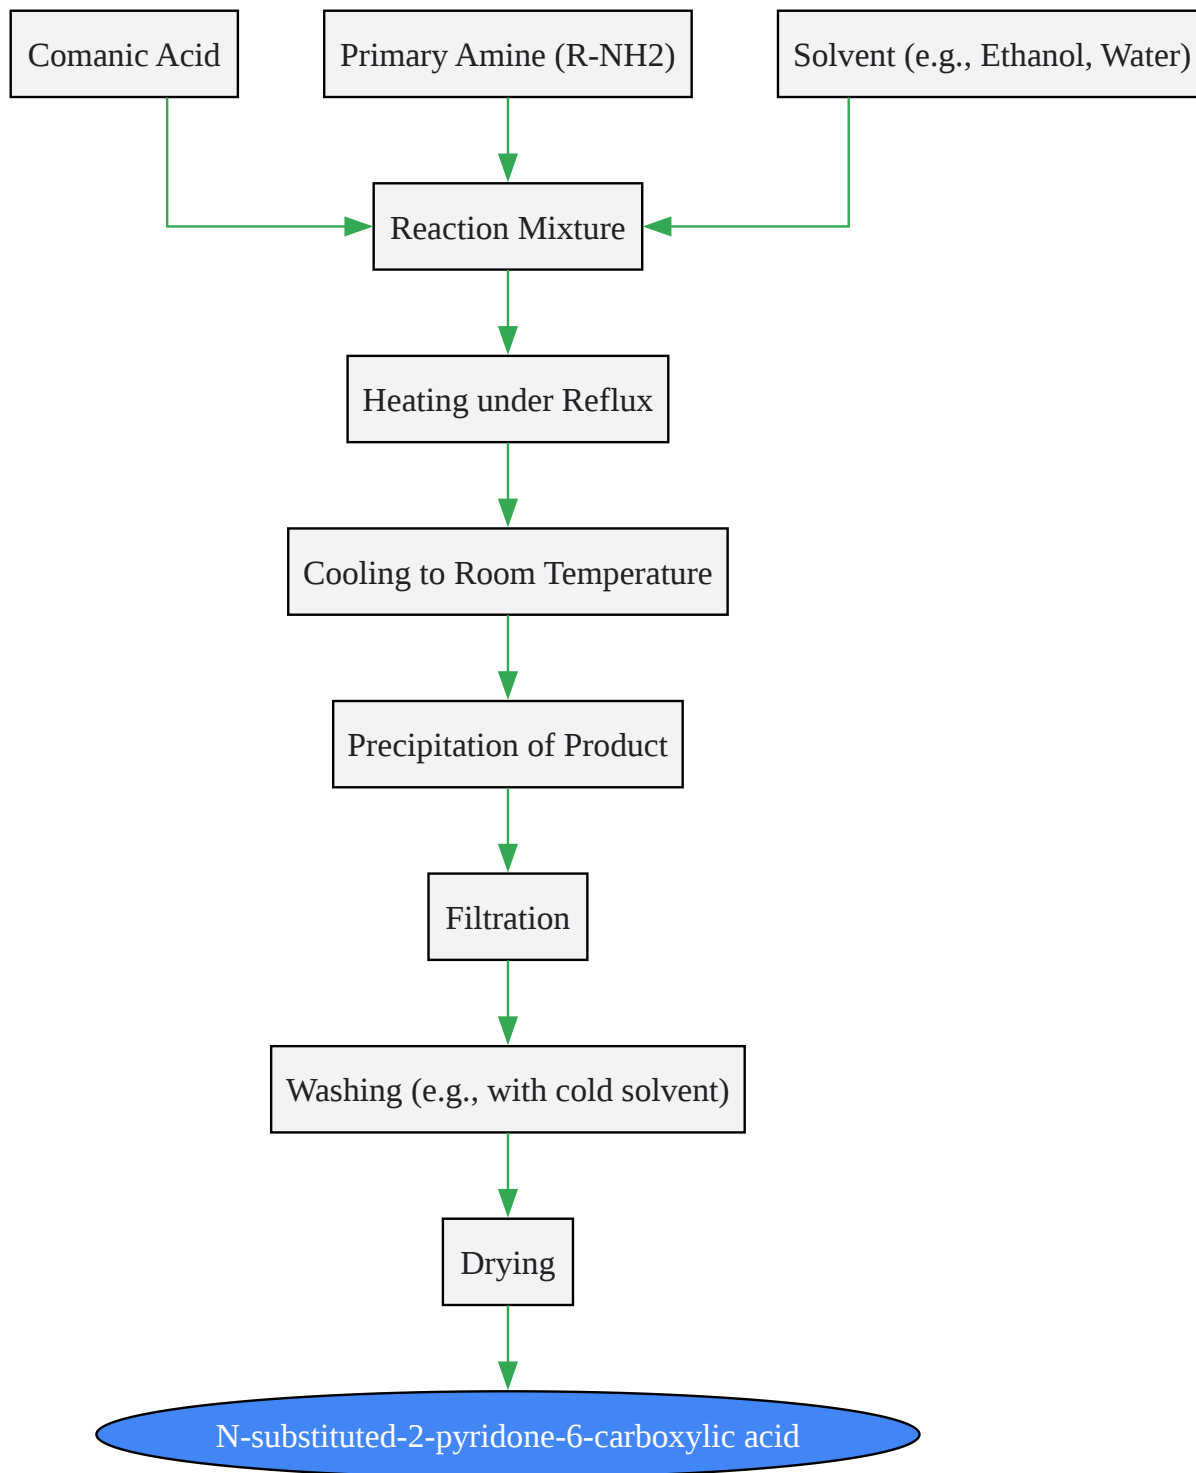 Comanic Acid
Primary Amine (R-NH2)
Solvent (e.g., Ethanol, Water)
Reaction Mixture
Heating under Reflux
Cooling to Room Temperature
Precipitation of Product
Filtration
Washing (e.g., with cold solvent)
Drying
N-substituted-2-pyridone-6-carboxylic acid